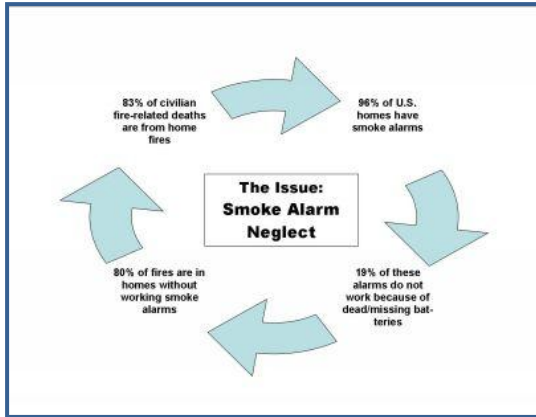 83% of civilian
fire-related deaths
are from home
fires
96% of U.S.
homes have
smoke alarms
The Issue:
Smoke Alarm
Neglect
80% of fires are in
homes without
working smoke
alarms
19% of these
alarms do not
work because of
dead/missing bat-
teries